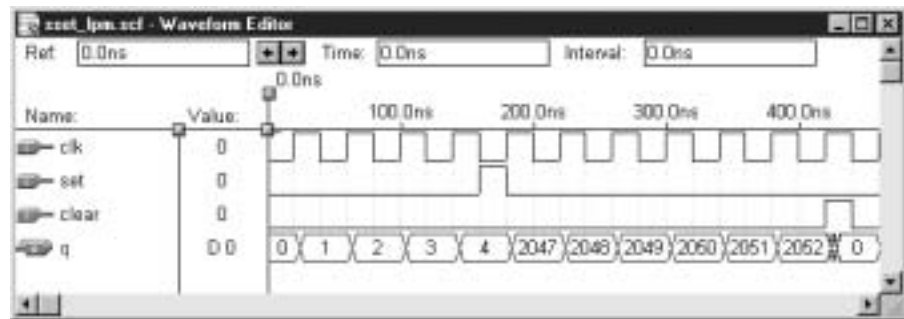 sset_lpm.scf - Waveform Editor
Ref: 0.0ns Time: 0.0ns Interval: 0.0ns
0.0ns
Name: Value: 100.0ns 200.0ns 300.0ns 400.0ns
clk 0
set 0
clear 0
q D 0 0 1 2 3 4 2047 2048 2049 2050 2051 2052 0